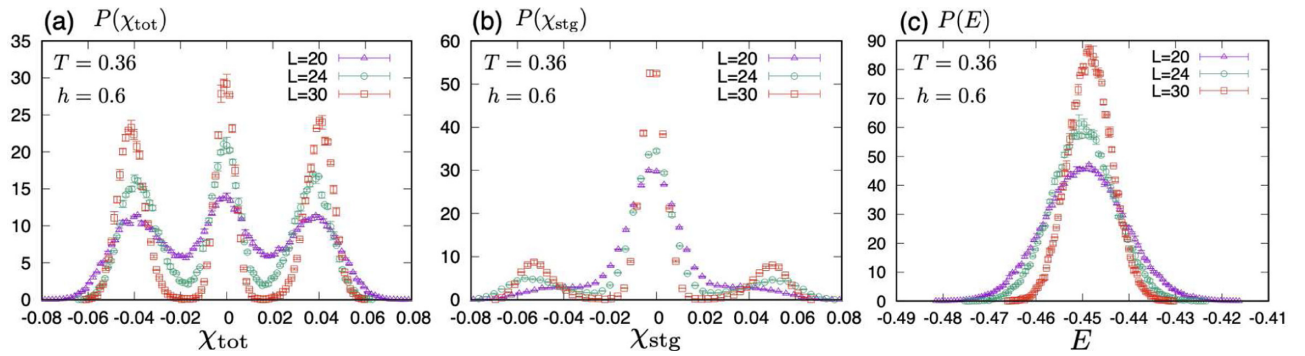 (a) P(χtot)
35
30
25
20
15
10
5
0
T = 0.36
h = 0.6
L=20
L=24
L=30
-0.08 -0.06 -0.04 -0.02 0 0.02 0.04 0.06 0.08
χtot
(b) P(χstg)
60
50
40
30
20
10
0
T = 0.36
h = 0.6
L=20
L=24
L=30
-0.08 -0.06 -0.04 -0.02 0 0.02 0.04 0.06 0.08
χstg
(c) P(E)
90
80
70
60
50
40
30
20
10
0
T = 0.36
h = 0.6
L=20
L=24
L=30
-0.49 -0.48 -0.47 -0.46 -0.45 -0.44 -0.43 -0.42 -0.41
E